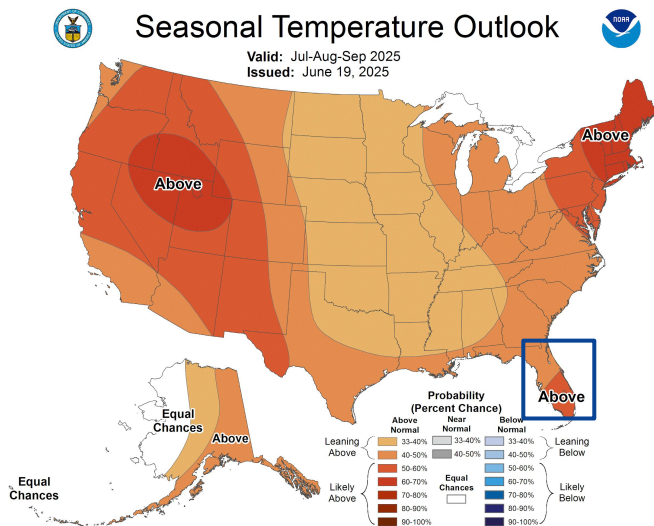 Seasonal Temperature Outlook
NOAA
Valid: Jul-Aug-Sep 2025
Issued: June 19, 2025
Above
Above
Above
Equal
Chances
Above
Equal
Chances
Probability
(Percent Chance)
Above
Normal
Near
Normal
Below
Normal
Leaning
Above
33-40%
40-50%
33-40%
40-50%
33-40%
40-50%
Leaning
Below
Likely
Above
50-60%
60-70%
70-80%
80-90%
90-100%
Equal
Chances
50-60%
60-70%
70-80%
80-90%
90-100%
Likely
Below